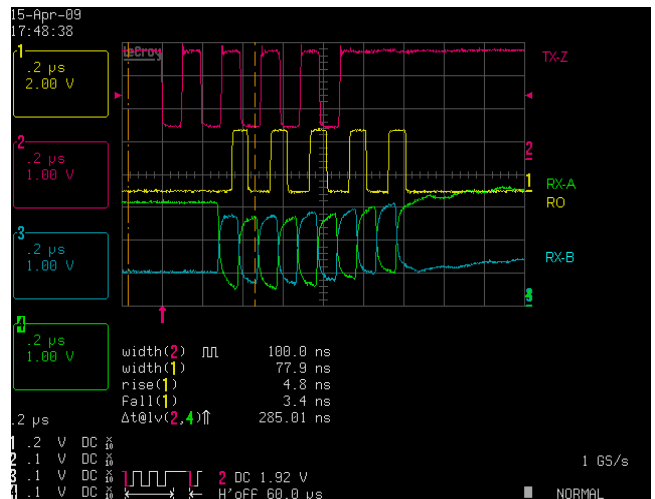 15-Apr-09
17:48:38
LeCroy
1
.2 µs
2.00 V
2
.2 µs
1.00 V
3
.2 µs
1.00 V
4
.2 µs
1.00 V
TX-Z
2
1
RX-A
RO
RX-B
width(2) 100.0 ns
width(1) 77.9 ns
rise(1) 4.8 ns
Fall(1) 3.4 ns
Δt@lv(2,4) 285.01 ns
.2 µs
1 .2 V DC X10
2 .1 V DC X10
3 .1 V DC X10
4 .1 V DC X10
2 DC 1.92 V
H'off 60.0 µs
1 GS/s
NORMAL